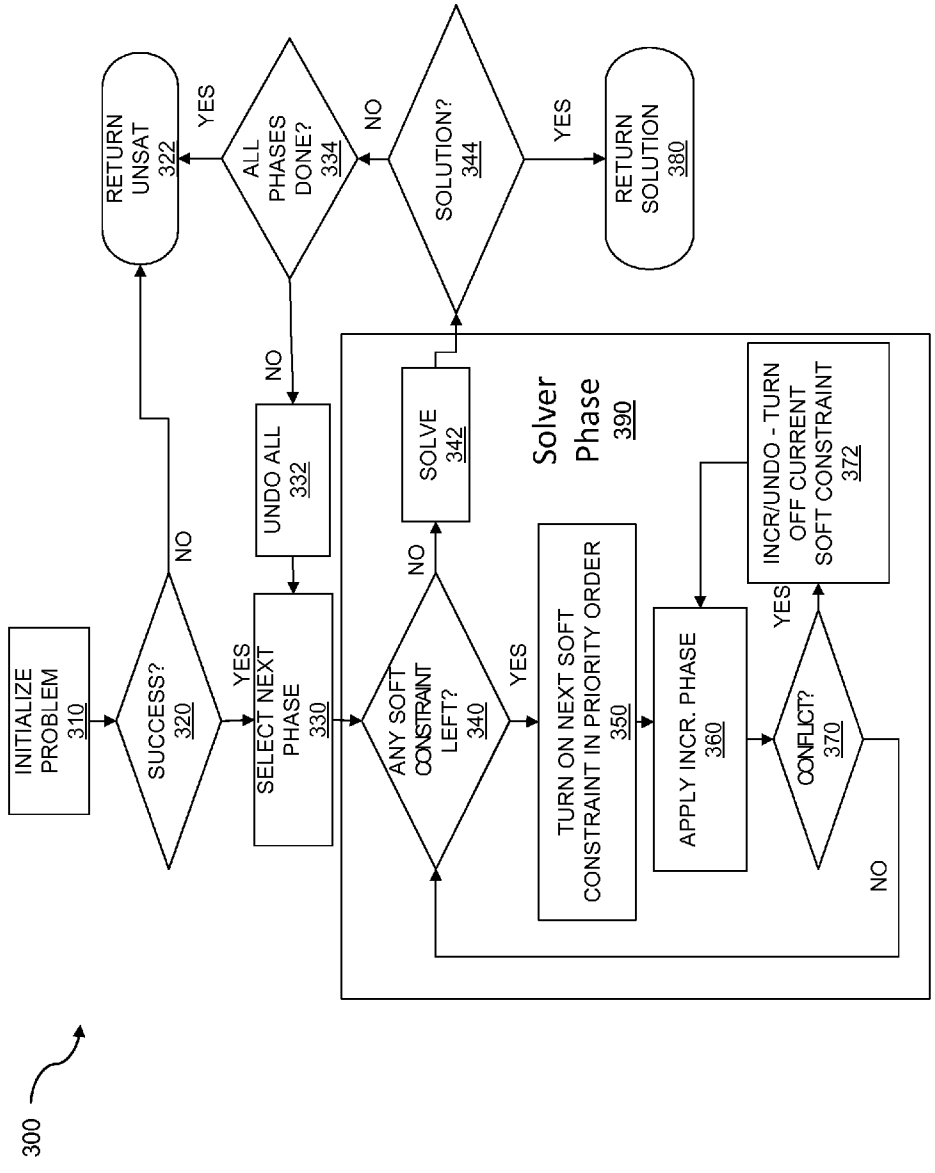 300
INITIALIZE
PROBLEM
310
SUCCESS?
320
NO
YES
RETURN
UNSAT
322
SELECT NEXT
PHASE
330
UNDO ALL
332
NO
ALL
PHASES
DONE?
334
YES
ANY SOFT
CONSTRAINT
LEFT?
340
NO
YES
SOLVE
342
SOLUTION?
344
NO
YES
RETURN
SOLUTION
380
Solver
Phase
390
TURN ON NEXT SOFT
CONSTRAINT IN PRIORITY ORDER
350
APPLY INCR. PHASE
360
CONFLICT?
370
YES
NO
INCR/UNDO - TURN
OFF CURRENT
SOFT CONSTRAINT
372